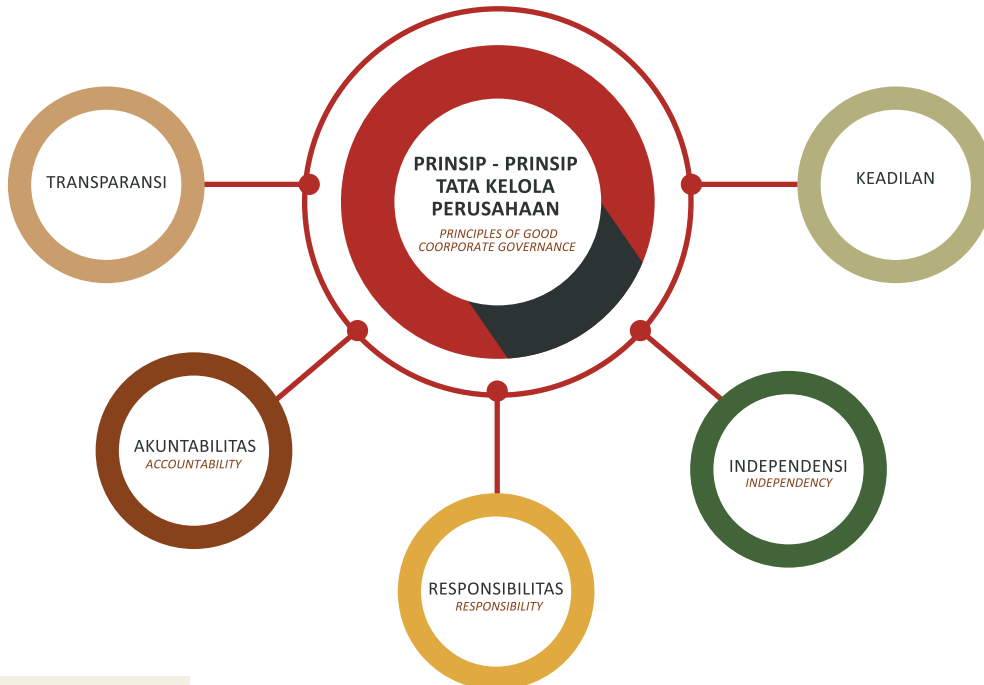 PRINSIP - PRINSIP
TATA KELOLA
PERUSAHAAN
PRINCIPLES OF GOOD
COORPORATE GOVERNANCE
TRANSPARANSI
KEADILAN
AKUNTABILITAS
ACCOUNTABILITY
INDEPENDENSI
INDEPENDENCY
RESPONSIBILITAS
RESPONSIBILITY